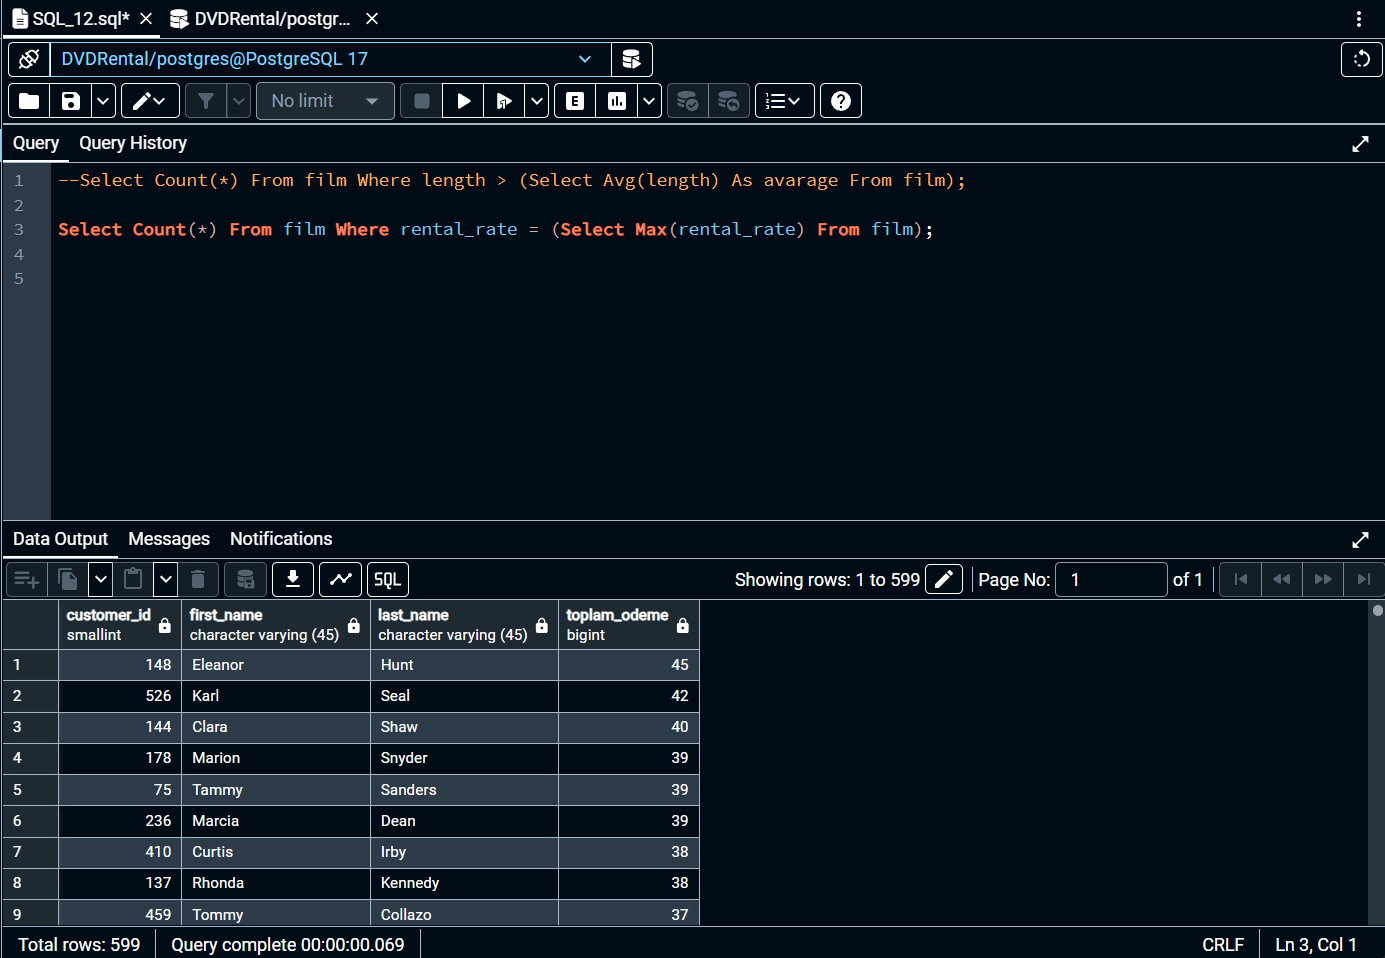 SQL_12.sql* DVDRental/postgr...
DVDRental/postgres@PostgreSQL 17
No limit
Query Query History
1 --Select Count(*) From film Where length > (Select Avg(length) As avarage From film);
2
3 Select Count(*) From film Where rental_rate = (Select Max(rental_rate) From film);
4
5
Data Output Messages Notifications
SQL Showing rows: 1 to 599 Page No: 1 of 1
customer_id first_name last_name toplam_odeme
smallint character varying (45) character varying (45) bigint
1 148 Eleanor Hunt 45
2 526 Karl Seal 42
3 144 Clara Shaw 40
4 178 Marion Snyder 39
5 75 Tammy Sanders 39
6 236 Marcia Dean 39
7 410 Curtis Irby 38
8 137 Rhonda Kennedy 38
9 459 Tommy Collazo 37
Total rows: 599 Query complete 00:00:00.069 CRLF Ln 3, Col 1